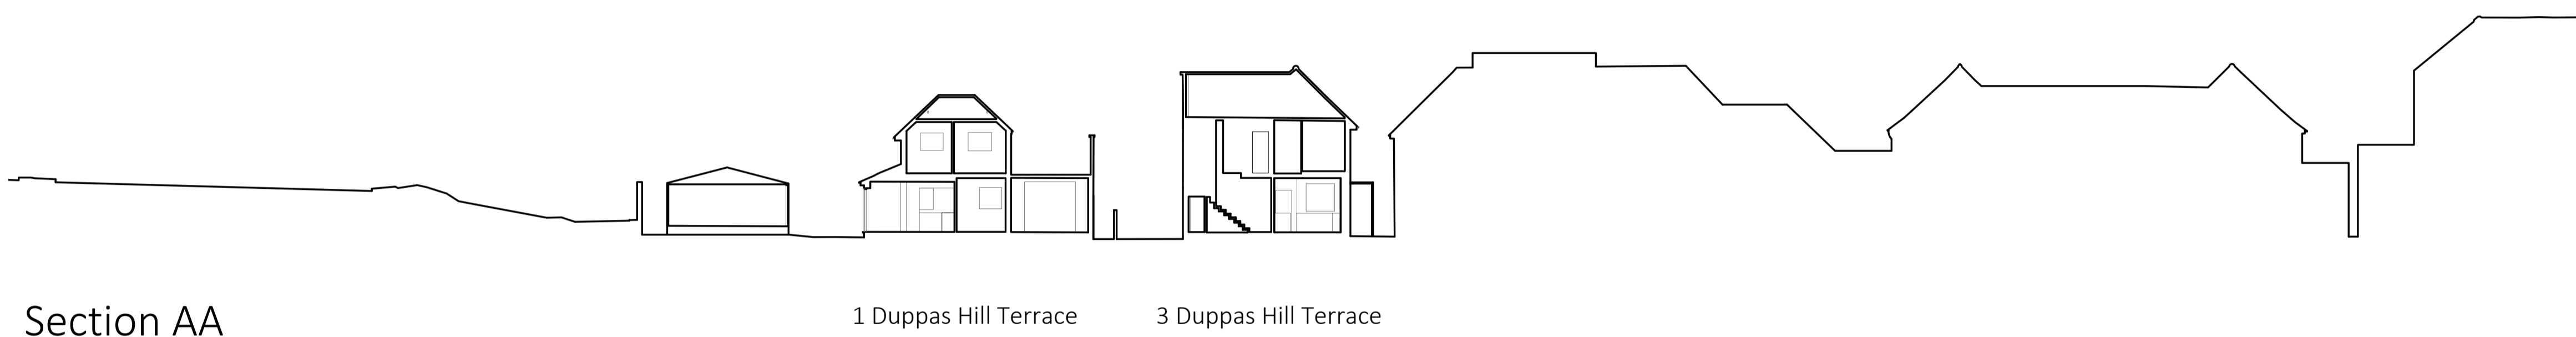 1 Duppas Hill Terrace
3 Duppas Hill Terrace
Section AA